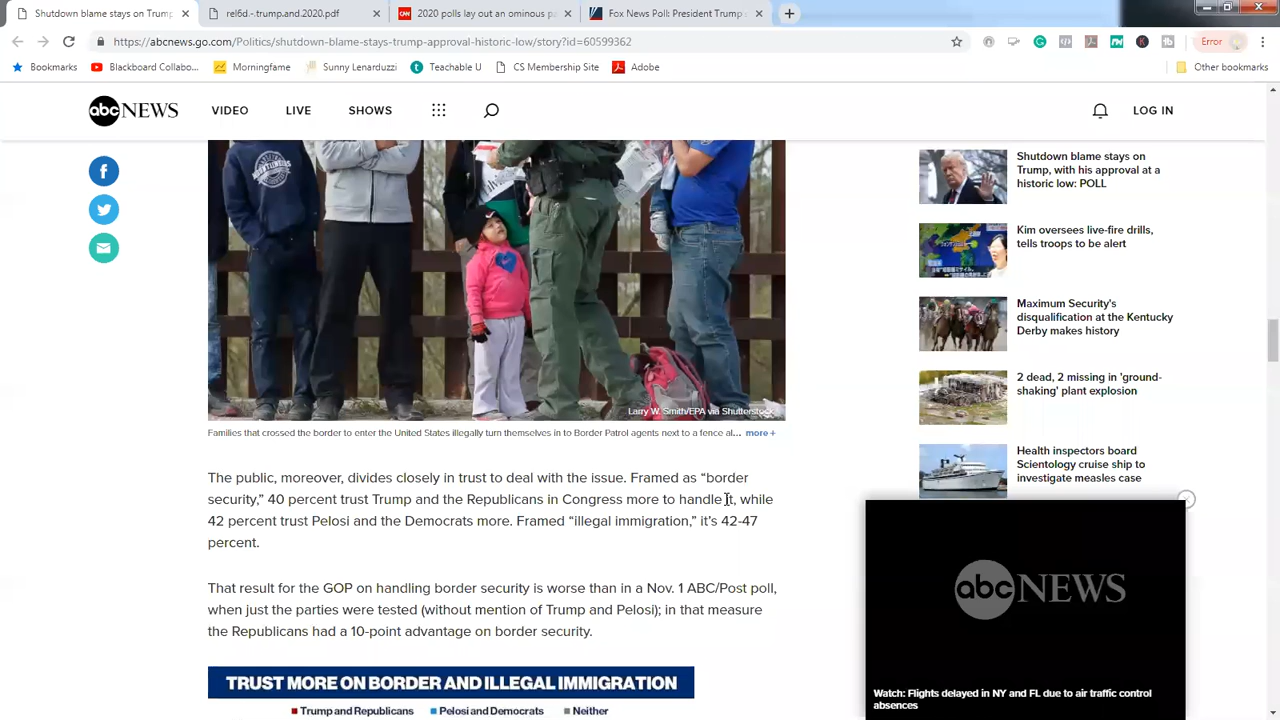 Shutdown blame stays on Trump,
rel6d.-.trump.and.2020.pdf
CNN
2020 polls lay out an ominous pa
Fox News Poll: President Trump
https://abcnews.go.com/Politics/shutdown-blame-stays-trump-approval-historic-low/story?id=60599362
Error
Bookmarks
Blackboard Collabo...
Morningfame
Sunny Lenarduzzi
Teachable U
CS Membership Site
Adobe
Other bookmarks
abc NEWS
VIDEO
LIVE
SHOWS
LOG IN
Larry W. Smith/EPA via Shutterstock
Families that crossed the border to enter the United States illegally turn themselves in to Border Patrol agents next to a fence al... more +
The public, moreover, divides closely in trust to deal with the issue. Framed as “border
security,” 40 percent trust Trump and the Republicans in Congress more to handle it, while
42 percent trust Pelosi and the Democrats more. Framed “illegal immigration,” it’s 42-47
percent.
That result for the GOP on handling border security is worse than in a Nov. 1 ABC/Post poll,
when just the parties were tested (without mention of Trump and Pelosi); in that measure
the Republicans had a 10-point advantage on border security.
TRUST MORE ON BORDER AND ILLEGAL IMMIGRATION
Trump and Republicans
Pelosi and Democrats
Neither
Shutdown blame stays on
Trump, with his approval at a
historic low: POLL
Kim oversees live-fire drills,
tells troops to be alert
Maximum Security's
disqualification at the Kentucky
Derby makes history
2 dead, 2 missing in 'ground-
shaking' plant explosion
Health inspectors board
Scientology cruise ship to
investigate measles case
abc NEWS
Watch: Flights delayed in NY and FL due to air traffic control
absences